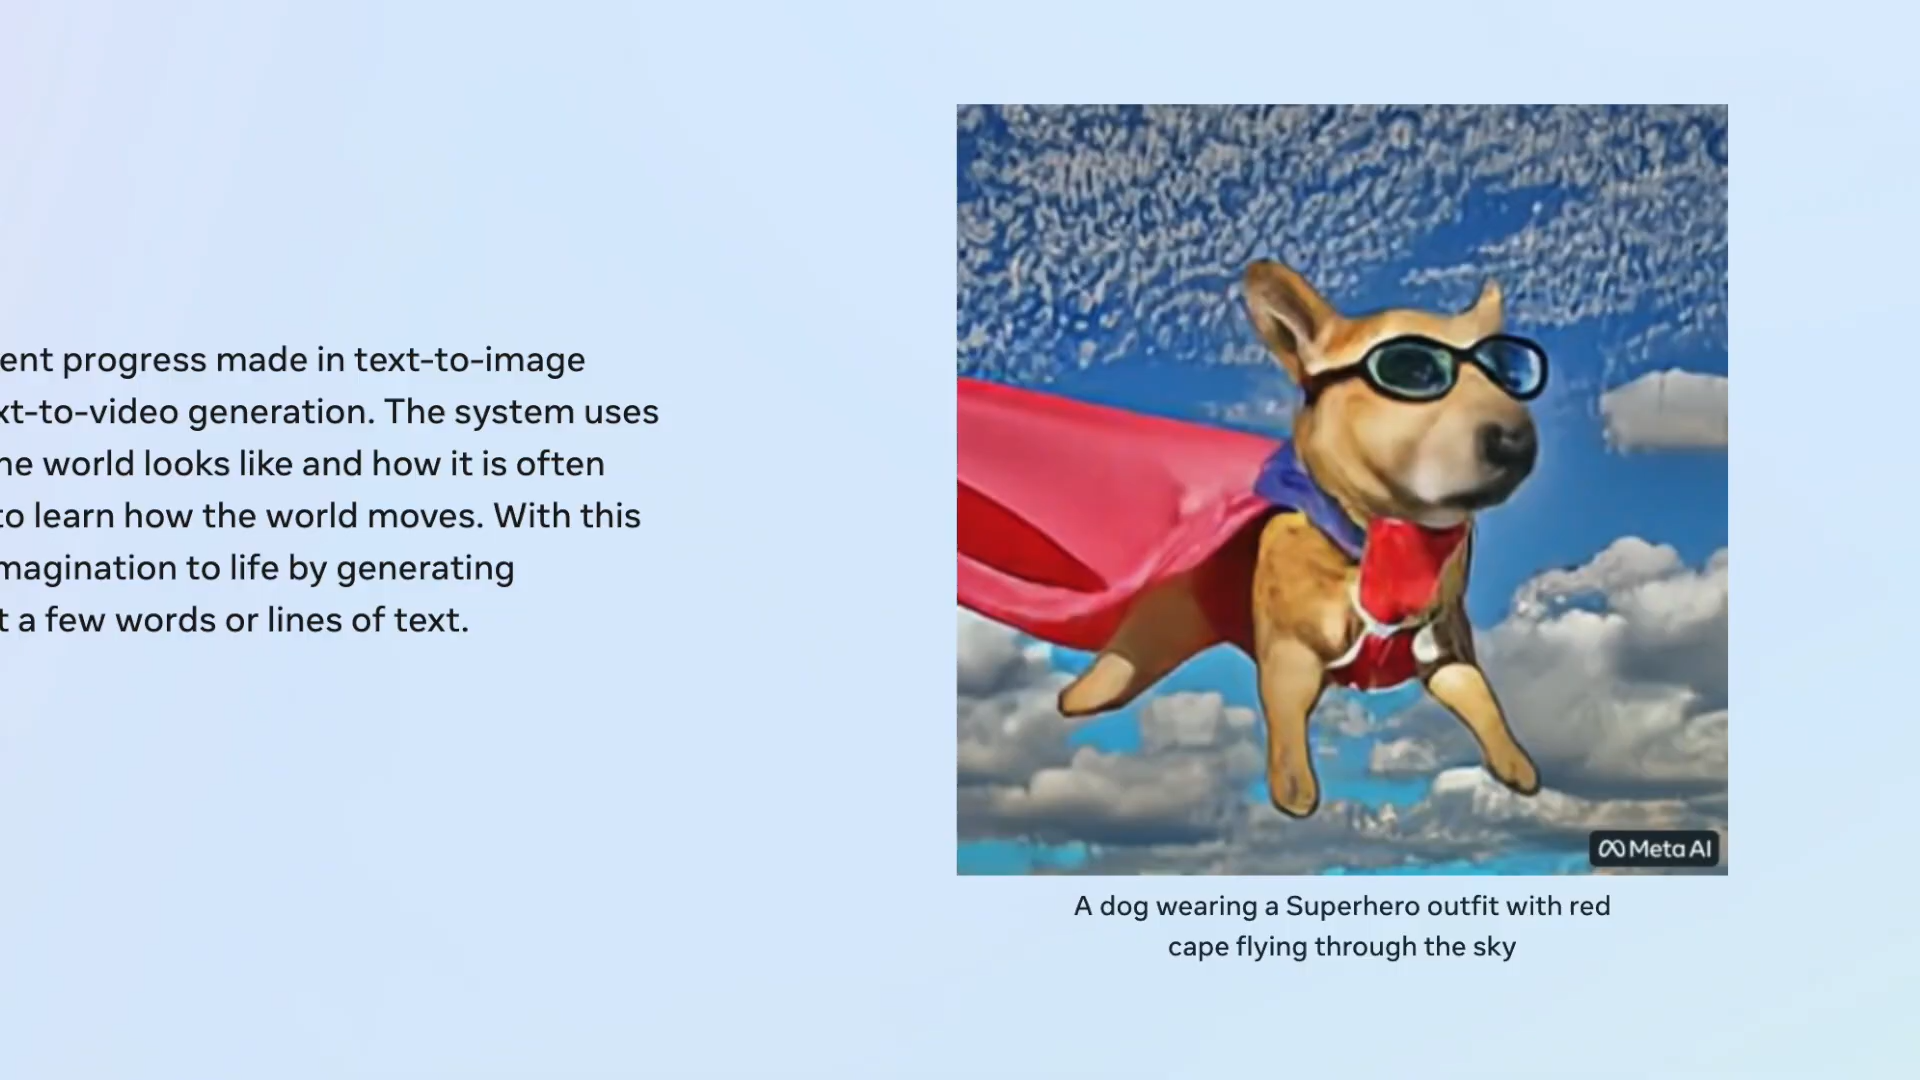 ent progress made in text-to-image
xt-to-video generation. The system uses
he world looks like and how it is often
to learn how the world moves. With this
magination to life by generating
t a few words or lines of text.
Meta AI
A dog wearing a Superhero outfit with red
cape flying through the sky